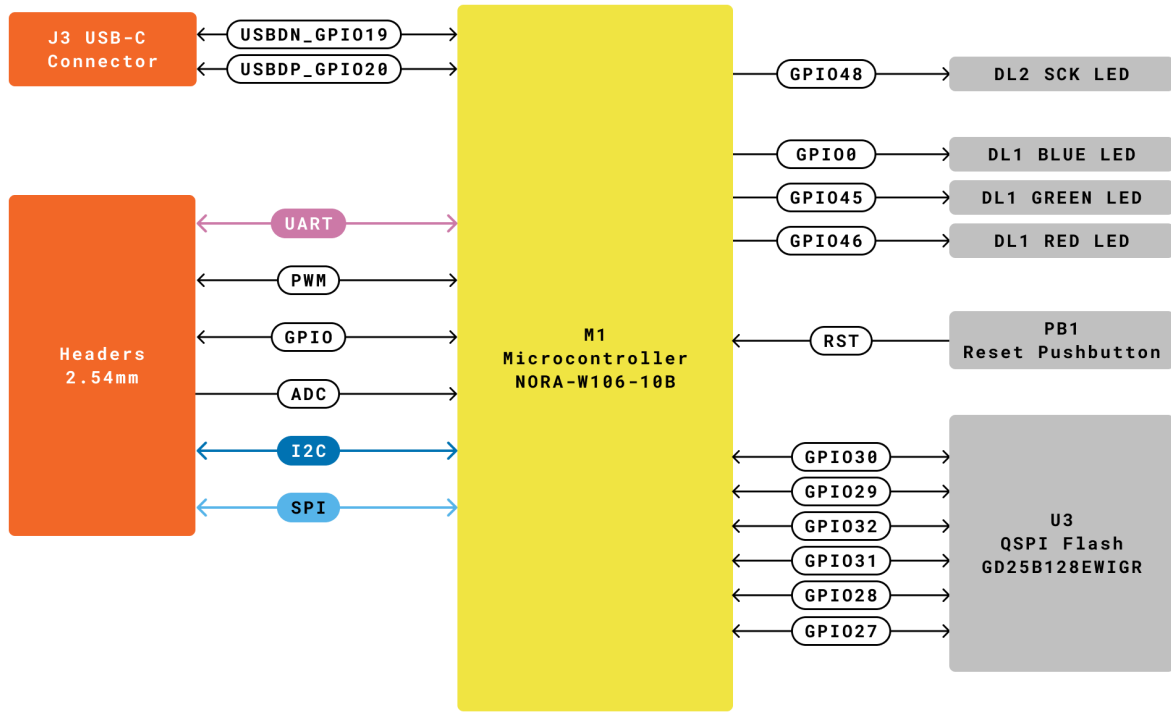 J3 USB-C
Connector
USBDN_GPIO19
USBDP_GPIO20
Headers
2.54mm
UART
PWM
GPIO
ADC
I2C
SPI
M1
Microcontroller
NORA-W106-10B
GPIO48
DL2 SCK LED
GPIO0
DL1 BLUE LED
GPIO45
DL1 GREEN LED
GPIO46
DL1 RED LED
RST
PB1
Reset Pushbutton
GPIO30
GPIO29
GPIO32
GPIO31
GPIO28
GPIO27
U3
QSPI Flash
GD25B128EWIGR